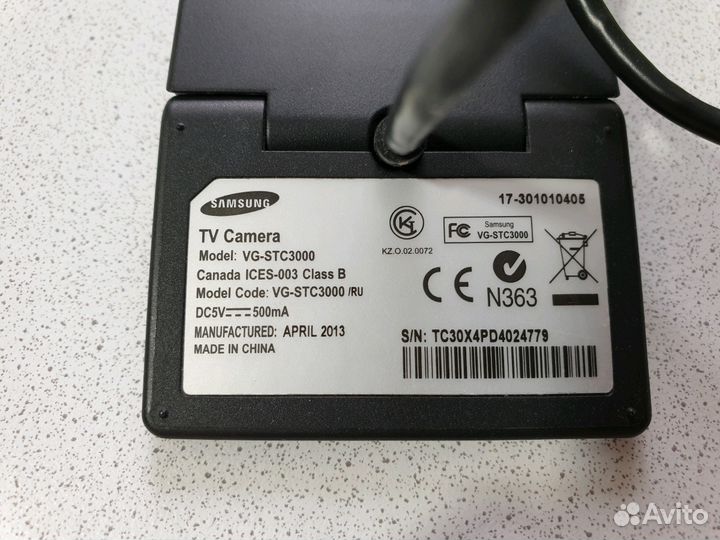 SAMSUNG
17-301010405
TV Camera
Model: VG-STC3000
Canada ICES-003 Class B
Model Code: VG-STC3000 /RU
DC5V⎓500mA
MANUFACTURED: APRIL 2013
MADE IN CHINA
KZ.O.02.0072
FC Samsung
VG-STC3000
CE
N363
S/N: TC30X4PD4024779
Avito